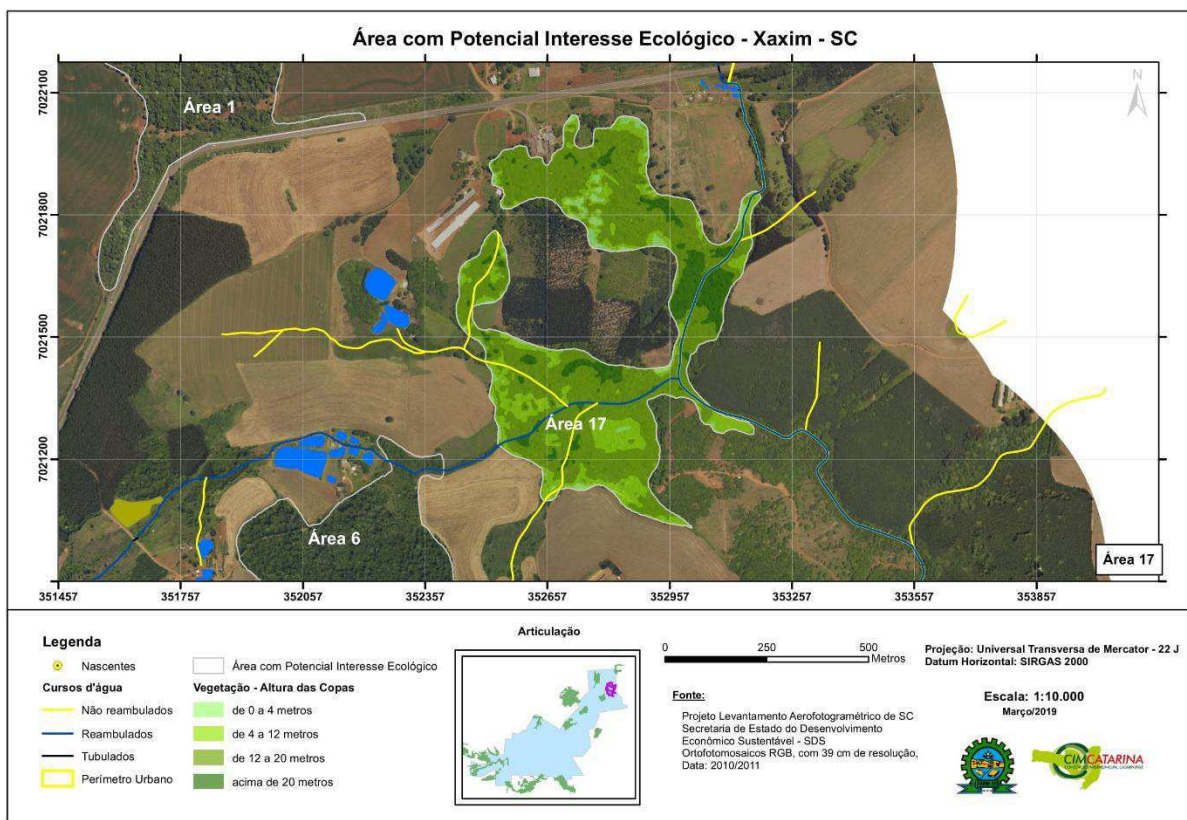 Área com Potencial Interesse Ecológico - Xaxim - SC
N
7022100
7021800
7021500
7021200
Área 1
Área 17
Área 6
Área 17
351457
351757
352057
352357
352657
352957
353257
353557
353857
Legenda
Nascentes
Cursos d'água
Não reambulados
Reambulados
Tubulados
Perímetro Urbano
Área com Potencial Interesse Ecológico
Vegetação - Altura das Copas
de 0 a 4 metros
de 4 a 12 metros
de 12 a 20 metros
acima de 20 metros
Articulação
0 250 500
Metros
Fonte:
Projeto Levantamento Aerofotogramétrico de SC
Secretaria de Estado do Desenvolvimento
Econômico Sustentável - SDS
Ortofotomosaicos RGB, com 39 cm de resolução,
Data: 2010/2011
Projeção: Universal Transversa de Mercator - 22 J
Datum Horizontal: SIRGAS 2000
Escala: 1:10.000
Março/2019
CIMCATARINA